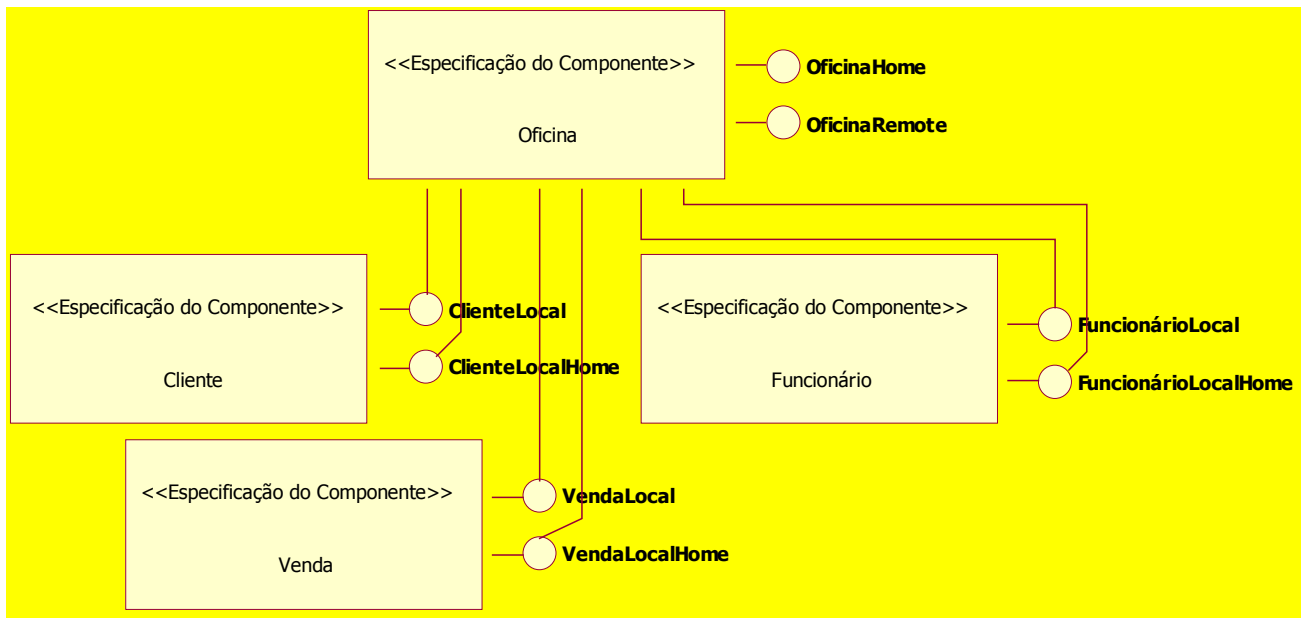 <<Especificação do Componente>>
Oficina
OficinaHome
OficinaRemote
<<Especificação do Componente>>
Cliente
ClienteLocal
ClienteLocalHome
<<Especificação do Componente>>
Funcionário
FuncionárioLocal
FuncionárioLocalHome
<<Especificação do Componente>>
Venda
VendaLocal
VendaLocalHome